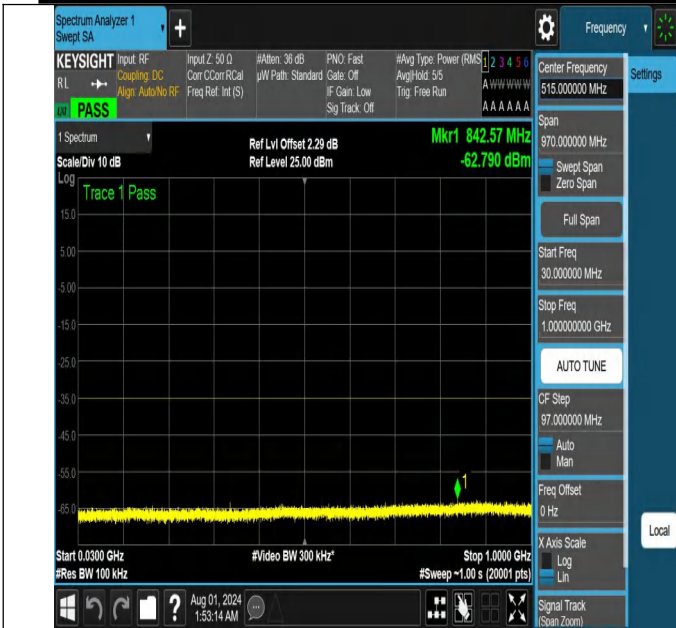 Spectrum Analyzer 1
Swept SA
+
Frequency
KEYSIGHT
RL
PASS
Input: RF
Coupling: DC
Align: Auto/No RF
Input Z: 50 Ω
Corr CCorr RCal
Freq Ref: Int (S)
#Atten: 36 dB
µW Path: Standard
PNO: Fast
Gate: Off
IF Gain: Low
Sig Track: Off
#Avg Type: Power (RMS
Avg|Hold: 5/5
Trig: Free Run
1 2 3 4 5 6
A W W W W W
A A A A A A
1 Spectrum
Scale/Div 10 dB
Log
Ref Lvl Offset 2.29 dB
Ref Level 25.00 dBm
Mkr1 842.57 MHz
-62.790 dBm
Trace 1 Pass
15.0
5.00
-5.00
-15.0
-25.0
-35.0
-45.0
-55.0
-65.0
1
Start 0.0300 GHz
#Res BW 100 kHz
#Video BW 300 kHz*
Stop 1.0000 GHz
#Sweep ~1.00 s (20001 pts)
?
Aug 01, 2024
1:53:14 AM
Center Frequency
515.000000 MHz
Settings
Span
970.000000 MHz
Swept Span
Zero Span
Full Span
Start Freq
30.000000 MHz
Stop Freq
1.000000000 GHz
AUTO TUNE
CF Step
97.000000 MHz
Auto
Man
Freq Offset
0 Hz
X Axis Scale
Log
Lin
Local
Signal Track
(Span Zoom)